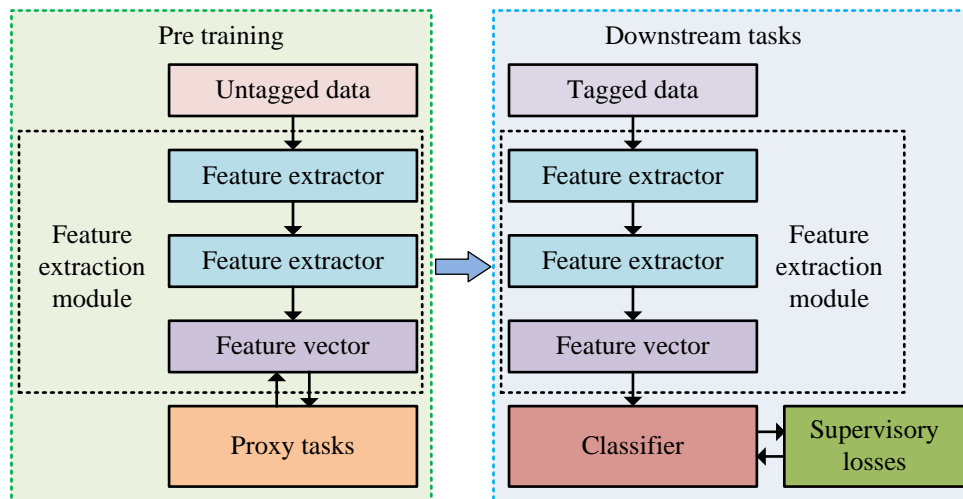 Pre training
Untagged data
Feature extractor
Feature extractor
Feature vector
Feature
extraction
module
Proxy tasks
Downstream tasks
Tagged data
Feature extractor
Feature extractor
Feature vector
Feature
extraction
module
Classifier
Supervisory
losses